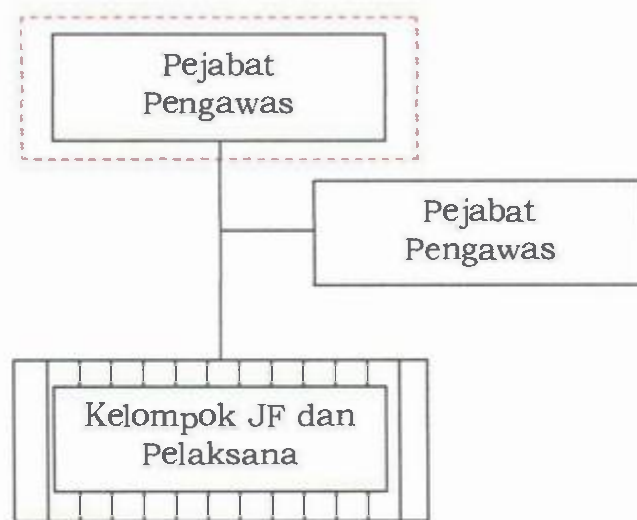 Pejabat
Pengawas
Pejabat
Pengawas
Kelompok JF dan
Pelaksana